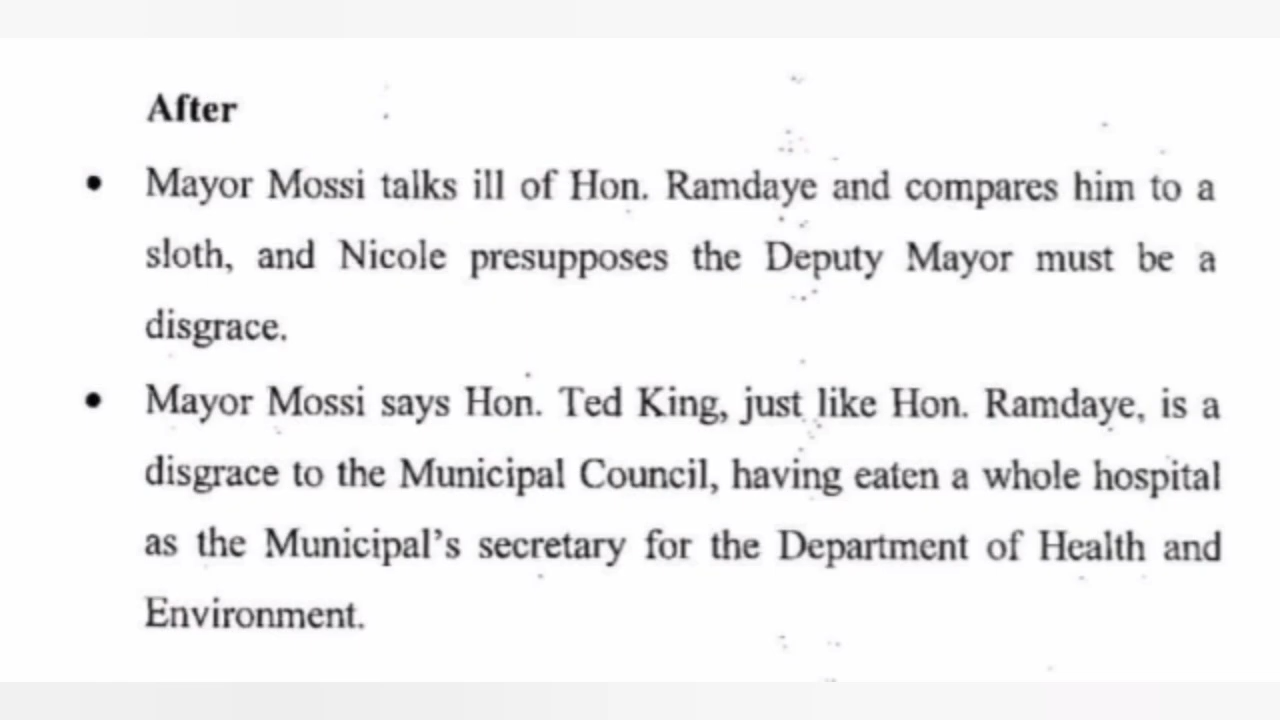 After
• Mayor Mossi talks ill of Hon. Ramdaye and compares him to a
sloth, and Nicole presupposes the Deputy Mayor must be a
disgrace.
• Mayor Mossi says Hon. Ted King, just like Hon. Ramdaye, is a
disgrace to the Municipal Council, having eaten a whole hospital
as the Municipal's secretary for the Department of Health and
Environment.